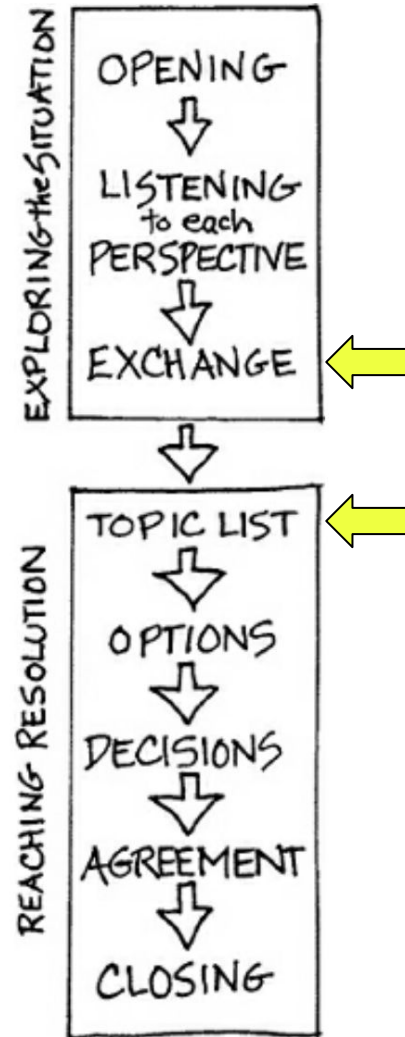 EXPLORING the SITUATION
OPENING
LISTENING
to each
PERSPECTIVE
EXCHANGE
REACHING RESOLUTION
TOPIC LIST
OPTIONS
DECISIONS
AGREEMENT
CLOSING